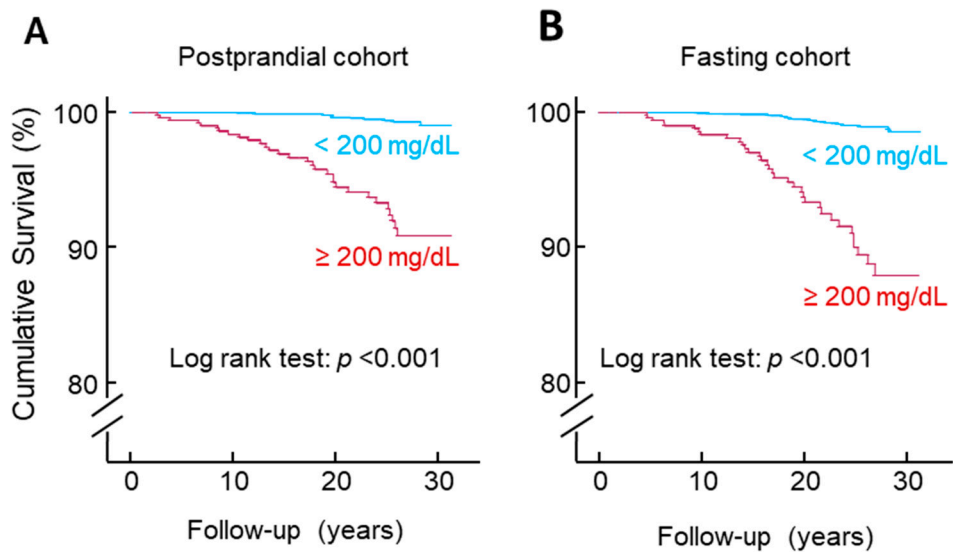 A
Postprandial cohort
Cumulative Survival (%)
100
90
80
< 200 mg/dL
≥ 200 mg/dL
Log rank test: p <0.001
0 10 20 30
Follow-up (years)
B
Fasting cohort
100
90
80
< 200 mg/dL
≥ 200 mg/dL
Log rank test: p <0.001
0 10 20 30
Follow-up (years)